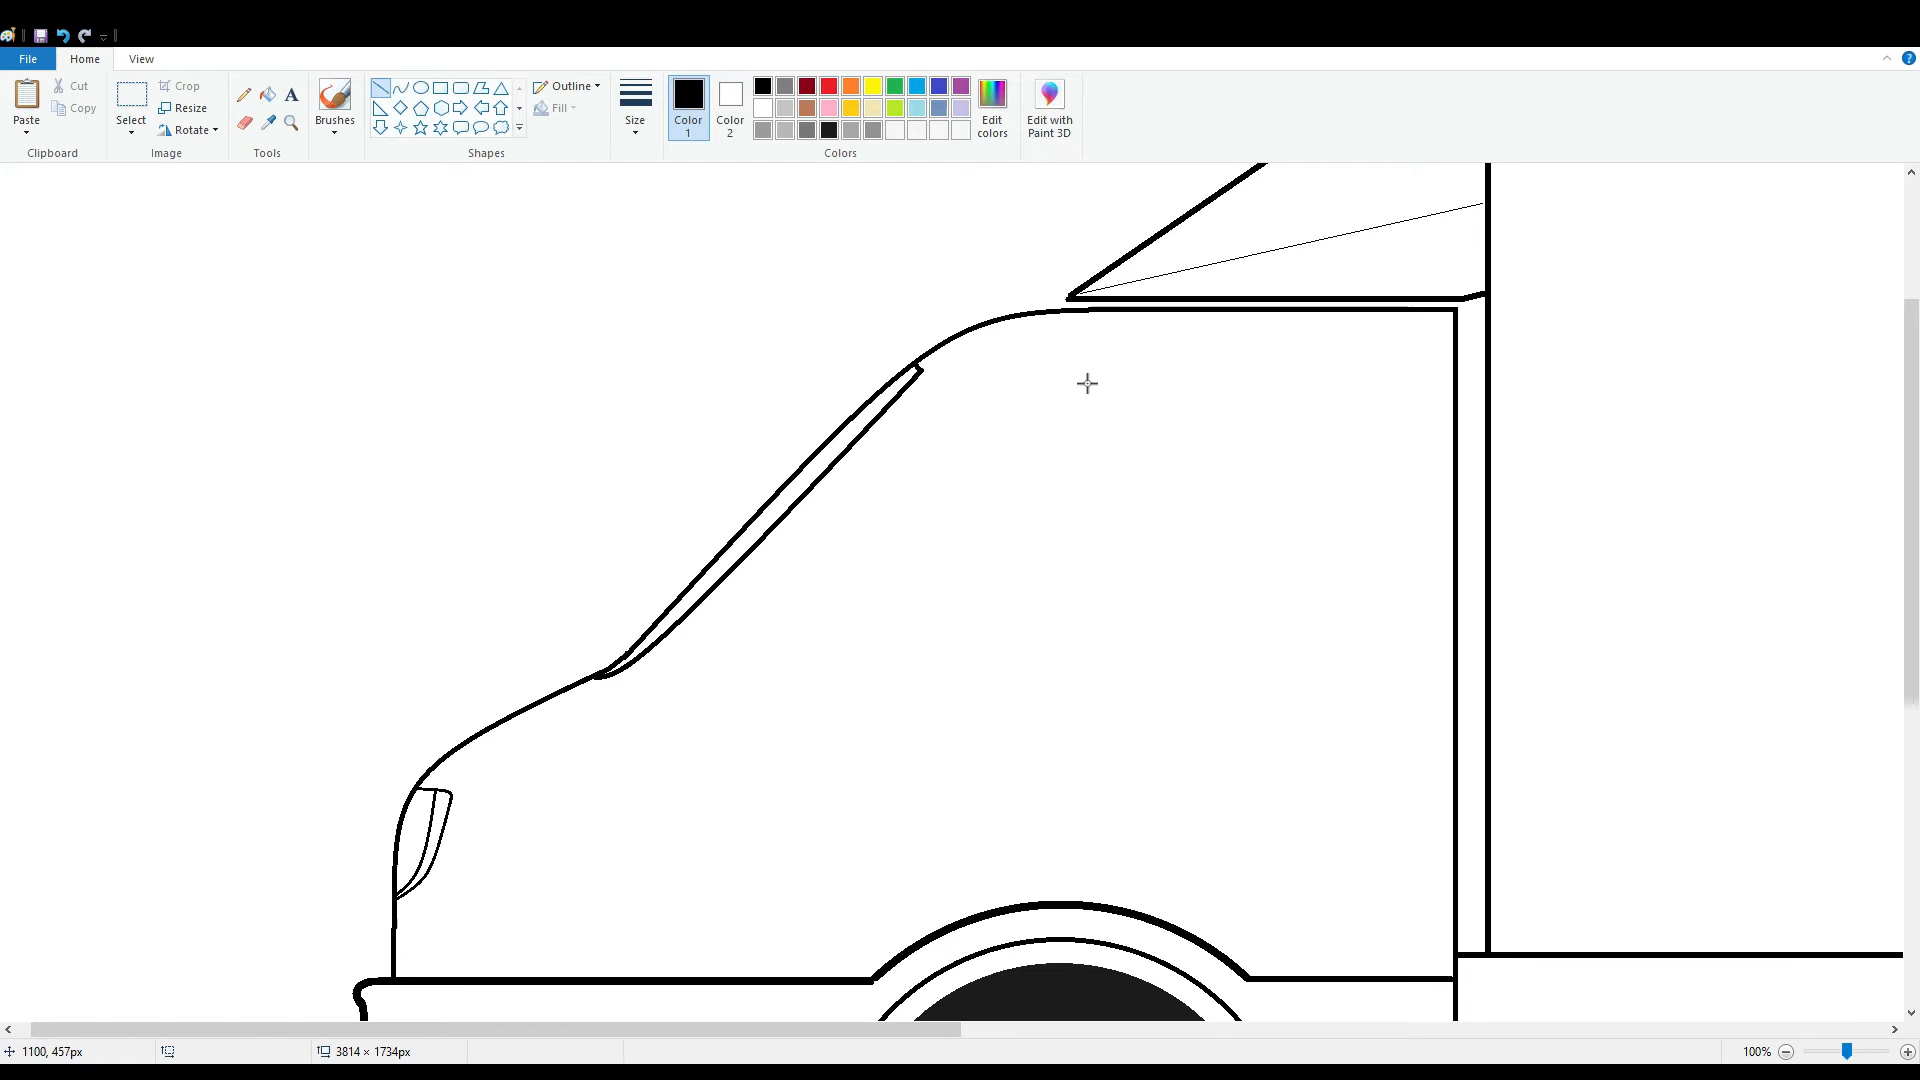 File Home View
Paste
Cut
Copy
Clipboard
Select
Crop
Resize
Rotate
Image
A
Tools
Brushes
Shapes
Outline
Fill
Size
Color 1
Color 2
Colors
Edit colors
Edit with Paint 3D
?
1100, 457px
3814 × 1734px
100%